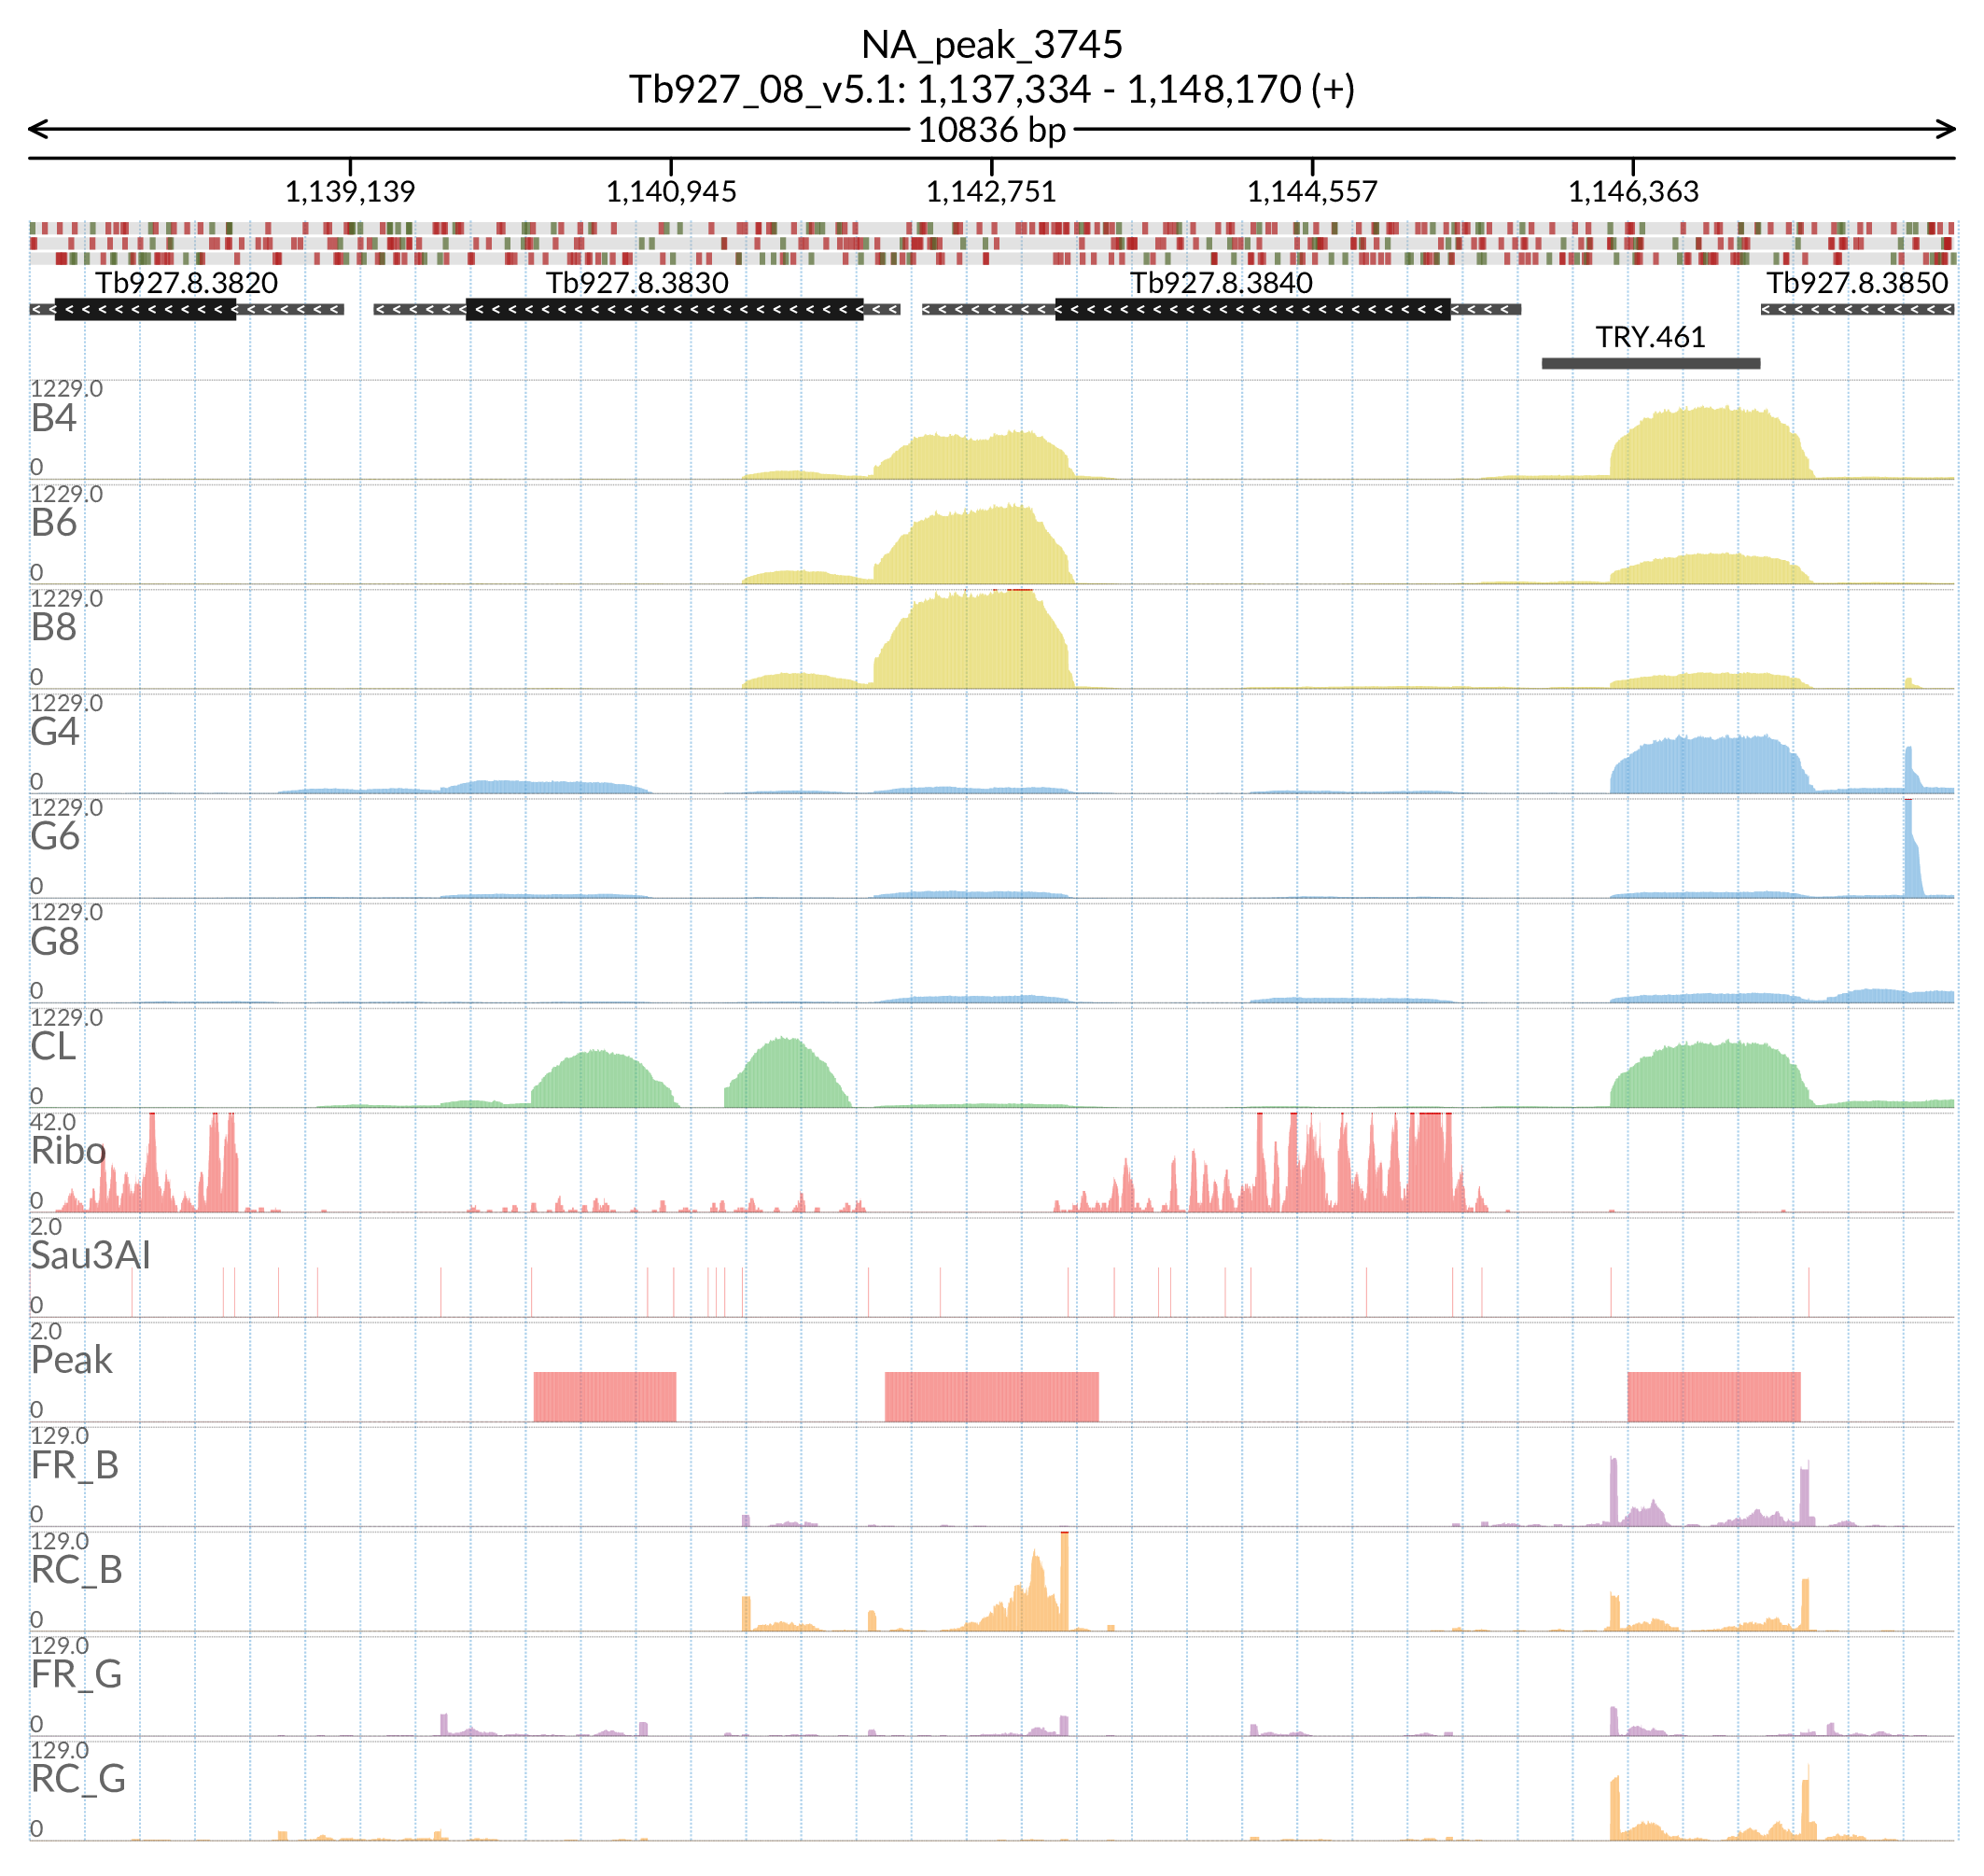 NA_peak_3745
Tb927_08_v5.1: 1,137,334 - 1,148,170 (+)
10836 bp
1,139,139 1,140,945 1,142,751 1,144,557 1,146,363
Tb927.8.3820 Tb927.8.3830 Tb927.8.3840 Tb927.8.3850
TRY.461
1229.0
B4
0
1229.0
B6
0
1229.0
B8
0
1229.0
G4
0
1229.0
G6
0
1229.0
G8
0
1229.0
CL
0
42.0
Ribo
0
2.0
Sau3AI
0
2.0
Peak
0
129.0
FR_B
0
129.0
RC_B
0
129.0
FR_G
0
129.0
RC_G
0